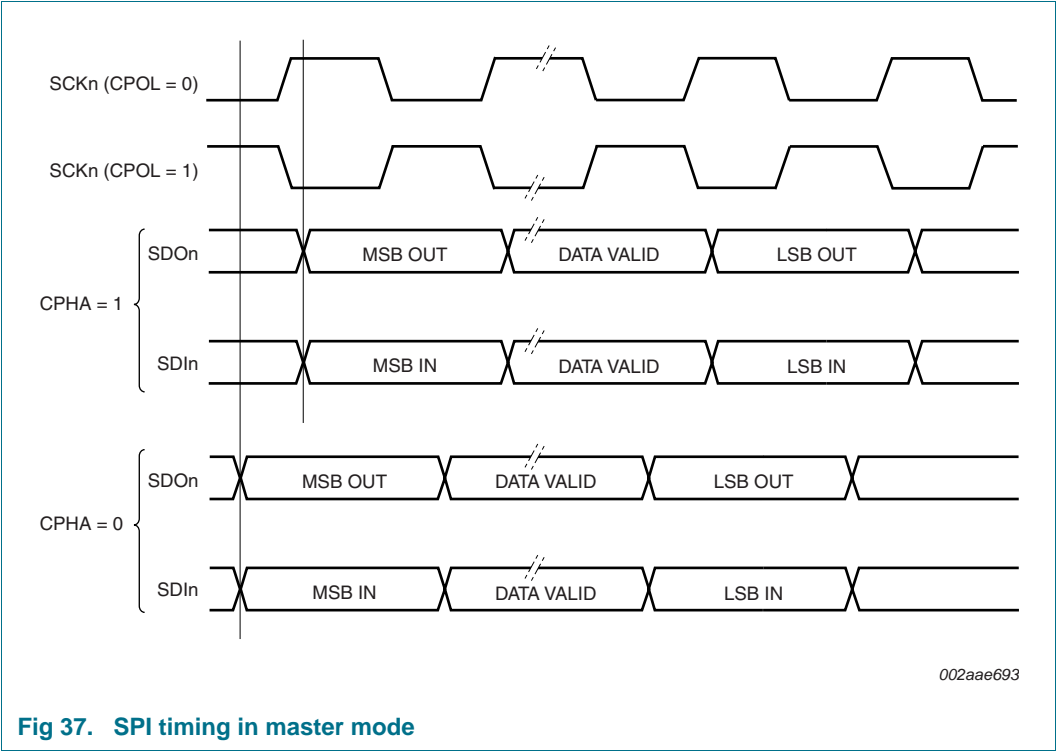 SCKn (CPOL = 0)
SCKn (CPOL = 1)
SDOn
MSB OUT
DATA VALID
LSB OUT
CPHA = 1
SDIn
MSB IN
DATA VALID
LSB IN
SDOn
MSB OUT
DATA VALID
LSB OUT
CPHA = 0
SDIn
MSB IN
DATA VALID
LSB IN
002aae693
Fig 37. SPI timing in master mode